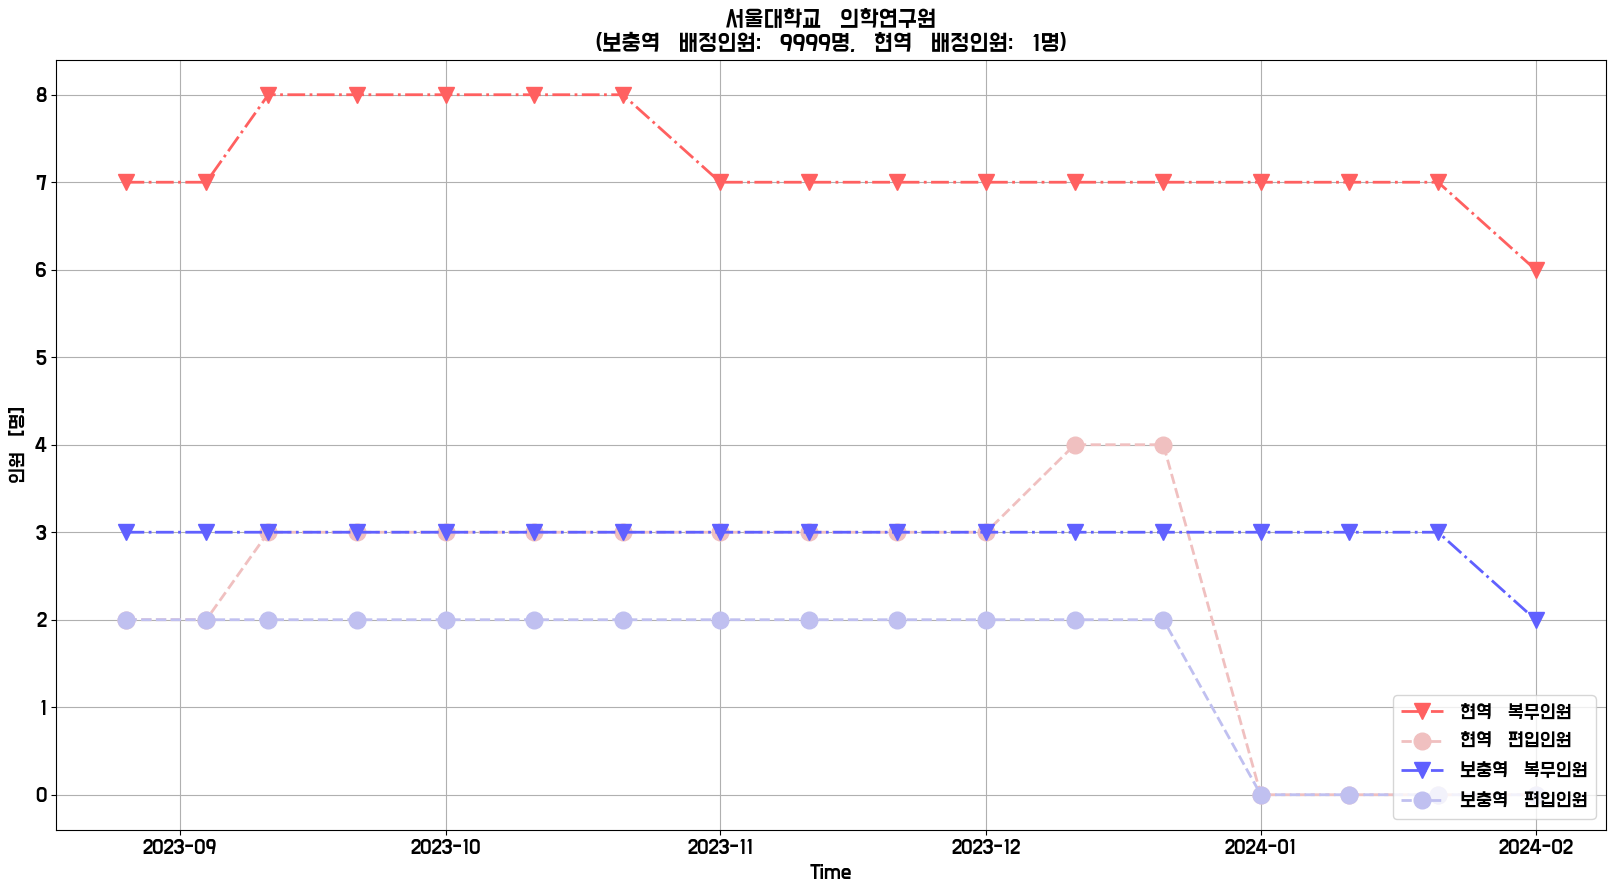 서울대학교 의학연구원
(보충역 배정인원: 9999명, 현역 배정인원: 1명)
8
7
6
5
4
3
2
1
0
인원 [명]
2023-09
2023-10
2023-11
2023-12
2024-01
2024-02
Time
현역 복무인원
현역 편입인원
보충역 복무인원
보충역 편입인원